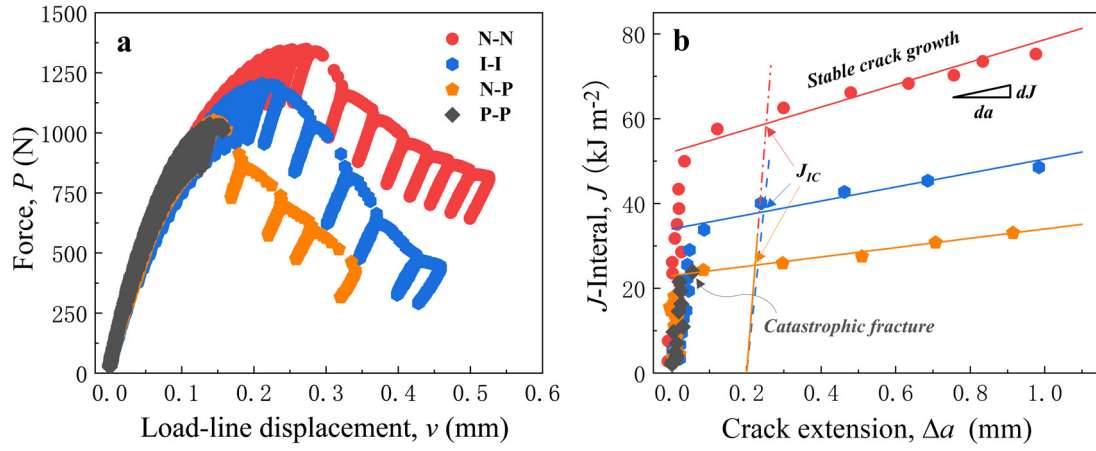 a
N-N
I-I
N-P
P-P
1500
1250
1000
750
500
250
0
Force, P (N)
0.0 0.1 0.2 0.3 0.4 0.5 0.6
Load-line displacement, v (mm)
b
Stable crack growth
dJ
da
J_IC
Catastrophic fracture
80
60
40
20
0
J-Interal, J (kJ m⁻²)
0.0 0.2 0.4 0.6 0.8 1.0
Crack extension, Δa (mm)